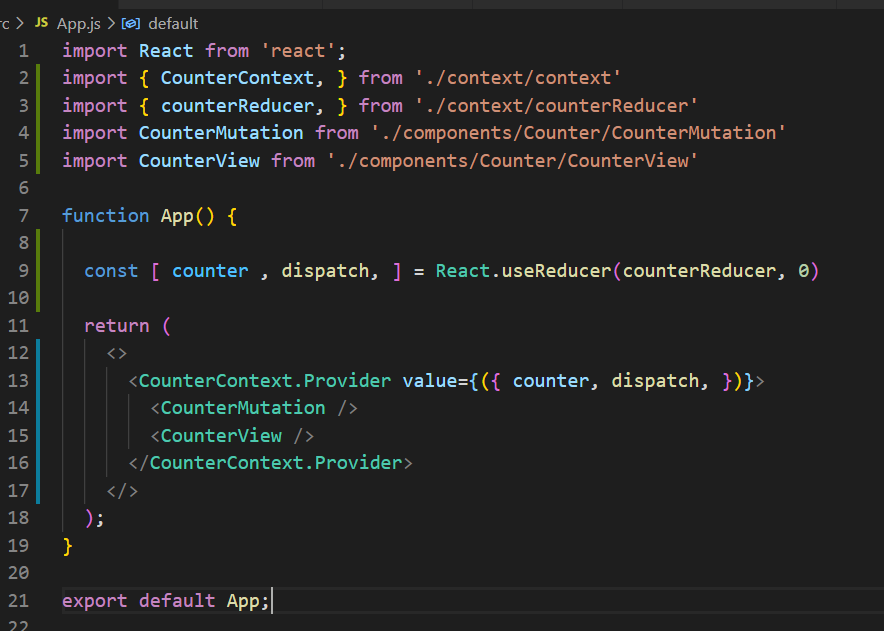 rc > JS App.js > default
1 import React from 'react';
2 import { CounterContext, } from './context/context'
3 import { counterReducer, } from './context/counterReducer'
4 import CounterMutation from './components/Counter/CounterMutation'
5 import CounterView from './components/Counter/CounterView'
6
7 function App() {
8
9   const [ counter , dispatch, ] = React.useReducer(counterReducer, 0)
10
11   return (
12     <>
13       <CounterContext.Provider value={({ counter, dispatch, })}>
14         <CounterMutation />
15         <CounterView />
16       </CounterContext.Provider>
17     </>
18   );
19 }
20
21 export default App;
22